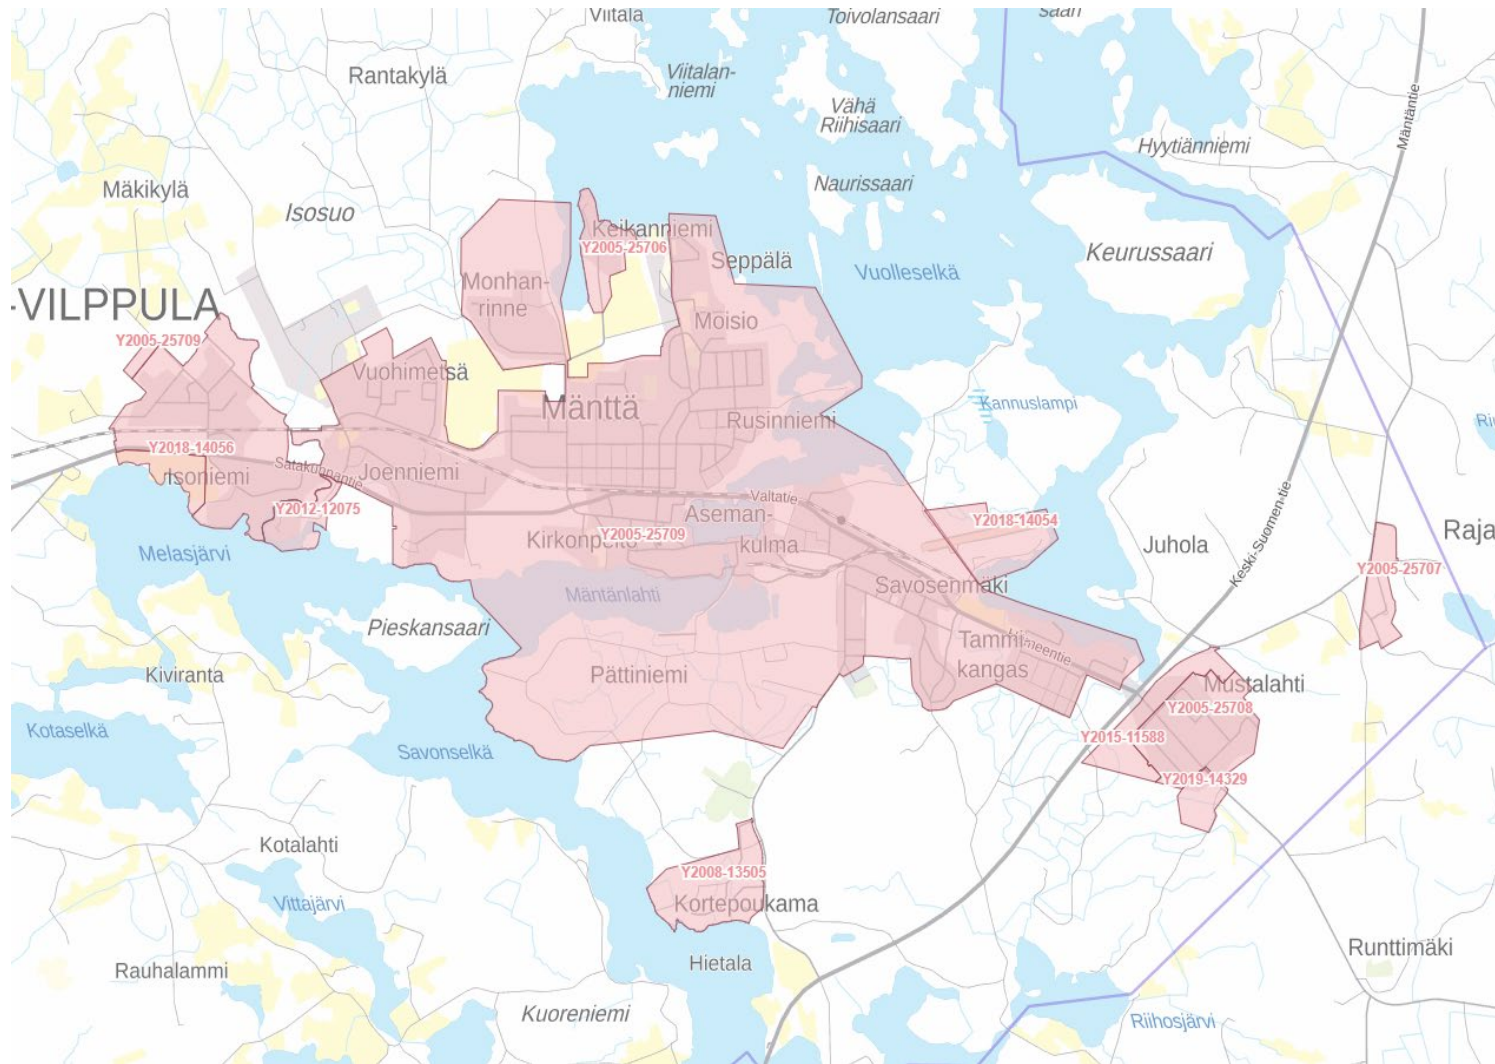 Viitala
Toivolansaari
saari
Rantakylä
Viitalan-
niemi
Vähä
Riihisaari
Mäntäntie
Hyytiänniemi
Mäkikylä
Naurissaari
Isosuo
Keikanniemi
Y2005-25706
Seppälä
Keurussaari
Vuolleselkä
Monhan-
rinne
-VILPPULA
Moisio
Y2005-25709
Vuohimetsä
Mänttä
Kannuslampi
Rusinniemi
Y2018-14056
Isoniemi
Satakunnantie
Joenniemi
Keski-Suomen-tie
Valtatie
Y2012-12075
Aseman-
kulma
Y2018-14054
Raja
Kirkonpelto
Y2005-25709
Juhola
Melasjärvi
Y2005-25707
Savosenmäki
Mäntänlahti
Pieskansaari
Tammi-
kangas
Kiviranta
Pättiniemi
Mustalahti
Y2005-25708
Kotaselkä
Y2015-11588
Savonselkä
Y2019-14329
Kotalahti
Y2008-13505
Vittajärvi
Kortepoukama
Runttimäki
Rauhalammi
Hietala
Kuoreniemi
Riihosjärvi